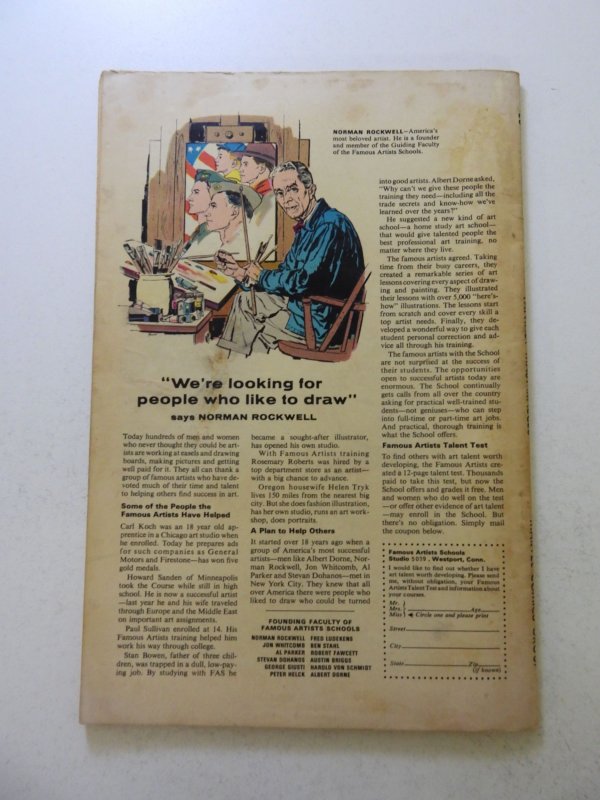 NORMAN ROCKWELL—America's
most beloved artist. He is a founder
and member of the Guiding Faculty
of the Famous Artists Schools.
"We're looking for
people who like to draw"
says NORMAN ROCKWELL
Today hundreds of men and women
who never thought they could be art-
ists are working at easels and drawing
boards, making pictures and getting
well paid for it. They all can thank a
group of famous artists who have de-
voted much of their time and talent
to helping others find success in art.
Some of the People the
Famous Artists Have Helped
Carl Koch was an 18 year old ap-
prentice in a Chicago art studio when
he enrolled. Today he prepares ads
for such companies as General
Motors and Firestone—has won five
gold medals.
Howard Sanden of Minneapolis
took the Course while still in high
school. He is now a successful artist
—last year he and his wife traveled
through Europe and the Middle East
on important art assignments.
Paul Sullivan enrolled at 14. His
Famous Artists training helped him
work his way through college.
Stan Bowen, father of three chil-
dren, was trapped in a dull, low-pay-
ing job. By studying with FAS he
became a sought-after illustrator,
has opened his own studio.
With Famous Artists training
Rosemary Roberts was hired by a
top department store as an artist—
with a big chance to advance.
Oregon housewife Helen Tryk
lives 150 miles from the nearest big
city. But she does fashion illustration,
has her own studio, runs an art work-
shop, does portraits.
A Plan to Help Others
It started over 18 years ago when a
group of America's most successful
artists—men like Albert Dorne, Nor-
man Rockwell, Jon Whitcomb, Al
Parker and Stevan Dohanos—met in
New York City. They knew that all
over America there were people who
liked to draw who could be turned
FOUNDING FACULTY OF
FAMOUS ARTISTS SCHOOLS
NORMAN ROCKWELL FRED LUDEKENS
JON WHITCOMB BEN STAHL
AL PARKER ROBERT FAWCETT
STEVAN DOHANOS AUSTIN BRIGGS
GEORGE GIUSTI HAROLD VON SCHMIDT
PETER HELCK ALBERT DORNE
into good artists. Albert Dorne asked,
"Why can't we give these people the
training they need—including all the
trade secrets and know-how we've
learned over the years?"
He suggested a new kind of art
school—a home study art school—
that would give talented people the
best professional art training, no
matter where they live.
The famous artists agreed. Taking
time from their busy careers, they
created a remarkable series of art
lessons covering every aspect of draw-
ing and painting. They illustrated
their lessons with over 5,000 "here's-
how" illustrations. The lessons start
from scratch and cover every skill a
top artist needs. Finally, they de-
veloped a wonderful way to give each
student personal correction and ad-
vice all through his training.
The famous artists with the School
are not surprised at the success of
their students. The opportunities
open to successful artists today are
enormous. The School continually
gets calls from all over the country
asking for practical well-trained stu-
dents—not geniuses—who can step
into full-time or part-time art jobs.
And practical, thorough training is
what the School offers.
Famous Artists Talent Test
To find others with art talent worth
developing, the Famous Artists cre-
ated a 12-page talent test. Thousands
paid to take this test, but now the
School offers and grades it free. Men
and women who do well on the test
—or offer other evidence of art talent
—may enroll in the School. But
there's no obligation. Simply mail
the coupon below.
Famous Artists Schools
Studio 5039, Westport, Conn.
I would like to find out whether I have
art talent worth developing. Please send
me, without obligation, your Famous
Artists Talent Test and information about
your courses.
Mr.
Mrs. Age
Miss Circle one and please print
Street
City
State Zip
(if known)